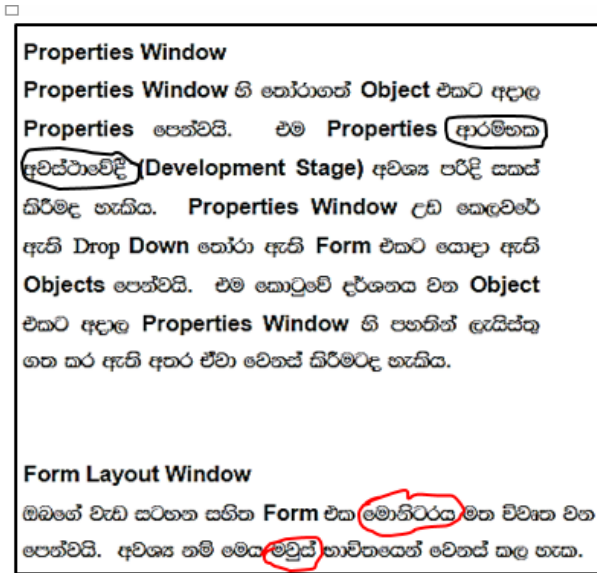 Properties Window
Properties Window හි තෝරාගත් Object එකට අදාල
Properties පෙන්වයි. එම Properties ආරම්භක
අවස්ථාවේදී (Development Stage) අවශ්‍ය පරිදි සකස්
කිරීමද හැකිය. Properties Window උඩ කෙලවරේ
ඇති Drop Down තෝරා ඇති Form එකට යොදා ඇති
Objects පෙන්වයි. එම කොටුවේ දර්ශනය වන Object
එකට අදාල Properties Window හි පහතින් ලැයිස්තු
ගත කර ඇති අතර ඒවා වෙනස් කිරීමටද හැකිය.
Form Layout Window
ඔබගේ වැඩ සටහන සහිත Form එක මොනිටරය මත විවෘත වන
පෙන්වයි. අවශ්‍ය නම් මෙය මවුස් භාවිතයෙන් වෙනස් කල හැක.